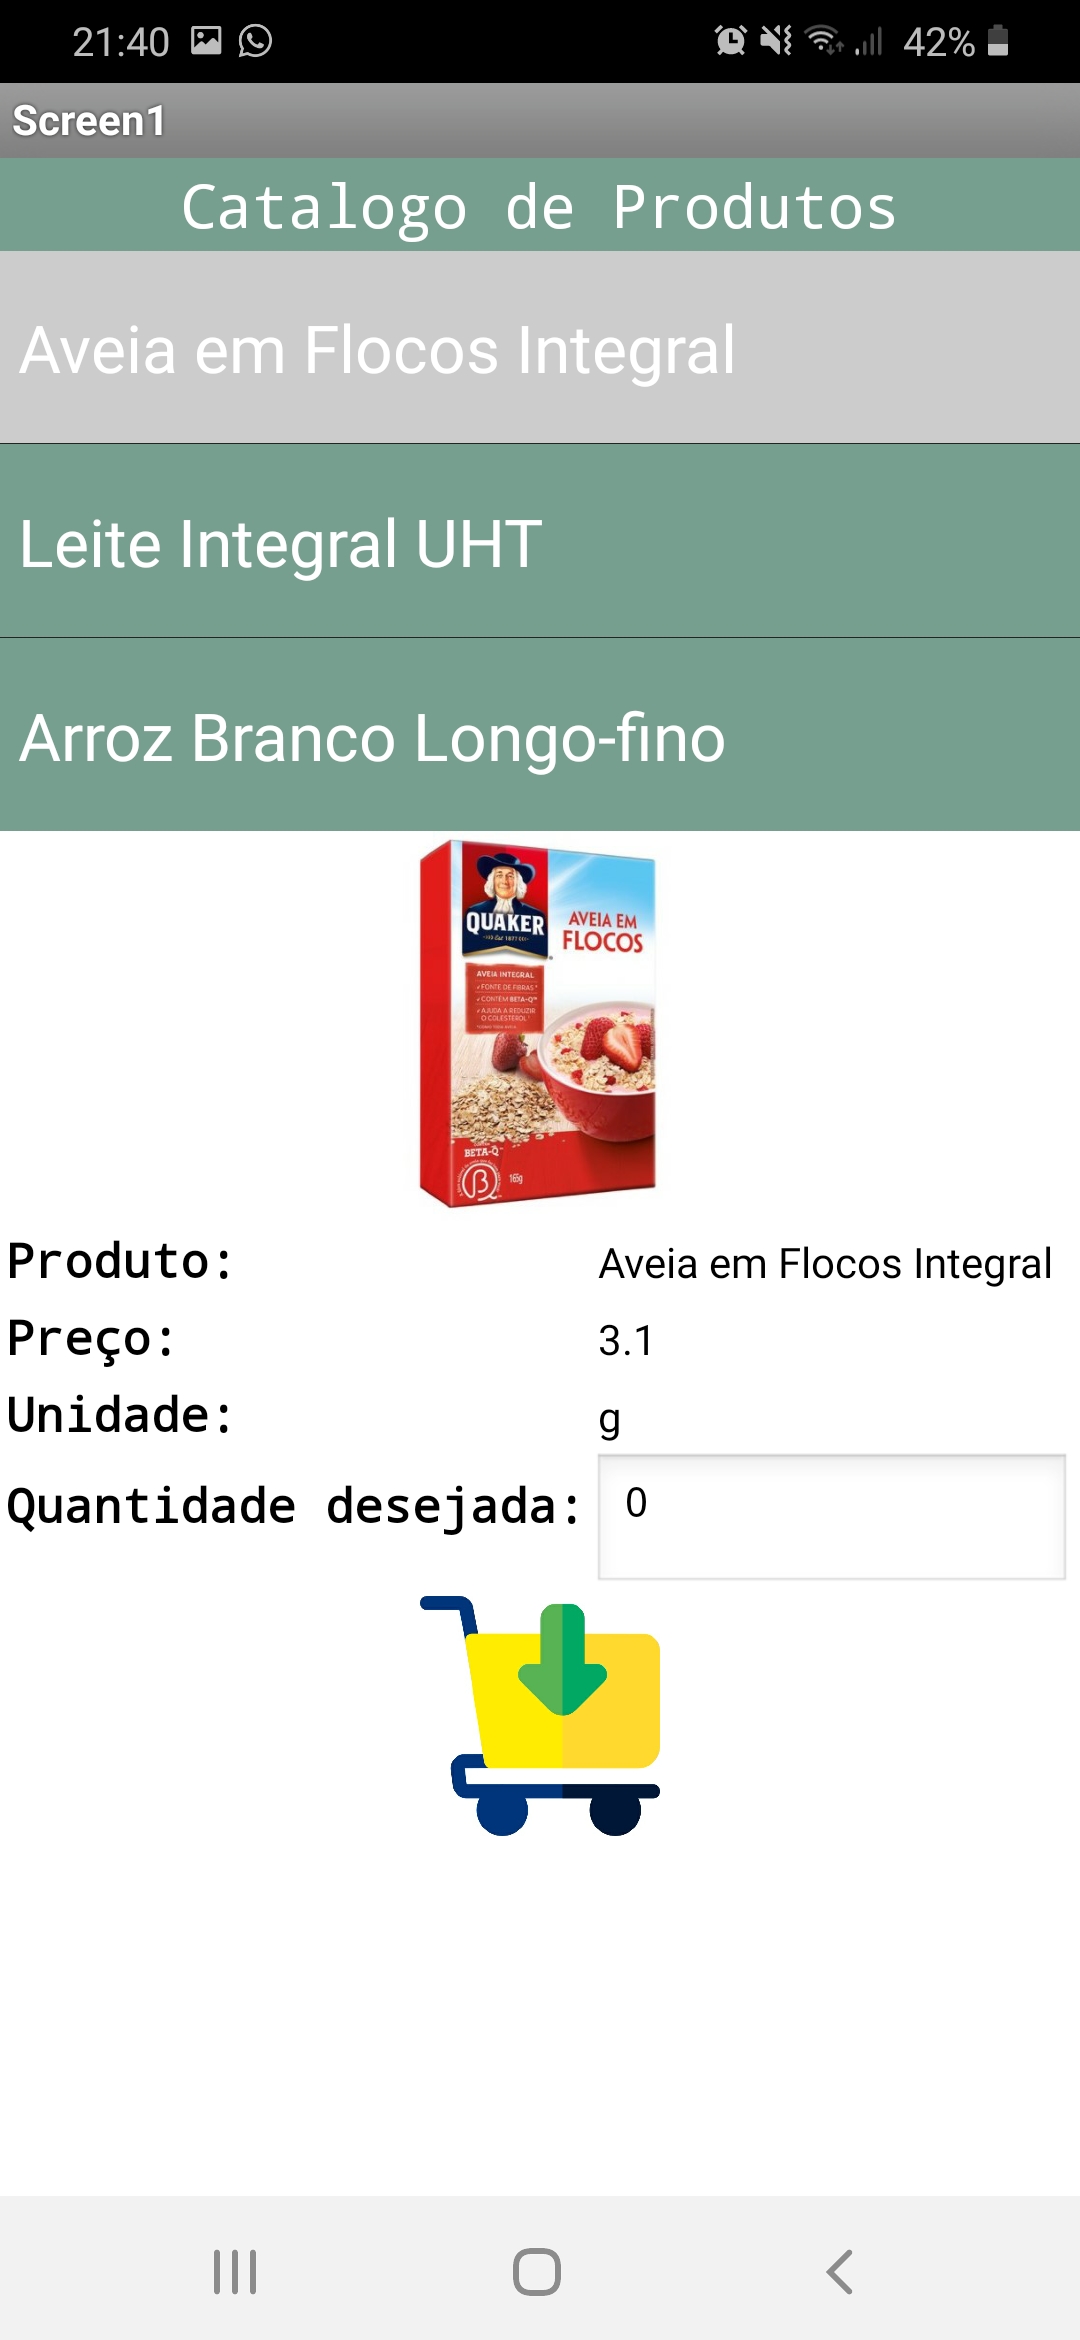 21:40 42%
Screen1
Catalogo de Produtos
Aveia em Flocos Integral
Leite Integral UHT
Arroz Branco Longo-fino
QUAKER
AVEIA EM
FLOCOS
AVEIA INTEGRAL
FONTE DE FIBRAS*
CONTÉM BETA-Q™
AJUDA A REDUZIR
O COLESTEROL*
BETA-Q™
165g
Produto: Aveia em Flocos Integral
Preço: 3.1
Unidade: g
Quantidade desejada: 0